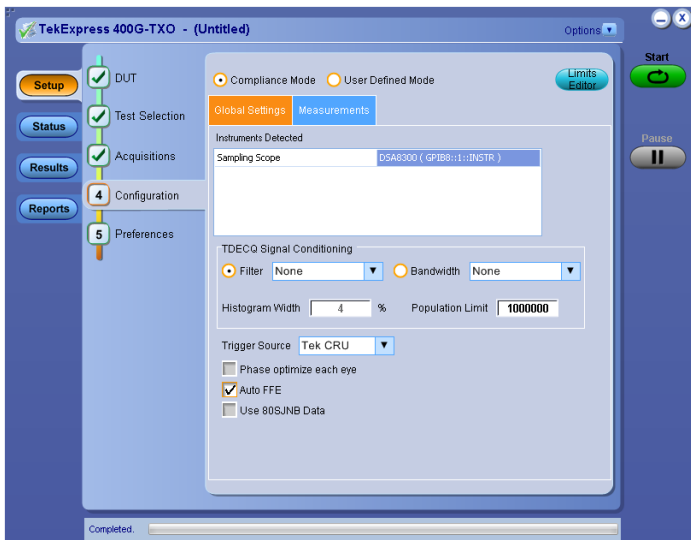 TekExpress 400G-TXO - (Untitled)
Options
Start
Pause
Setup
Status
Results
Reports
DUT
Test Selection
Acquisitions
4 Configuration
5 Preferences
Compliance Mode User Defined Mode
Limits
Editor
Global Settings Measurements
Instruments Detected
Sampling Scope DSA8300 ( GPIB8::1::INSTR )
TDECQ Signal Conditioning
Filter None Bandwidth None
Histogram Width 4 % Population Limit 1000000
Trigger Source Tek CRU
Phase optimize each eye
Auto FFE
Use 80SJNB Data
Completed.